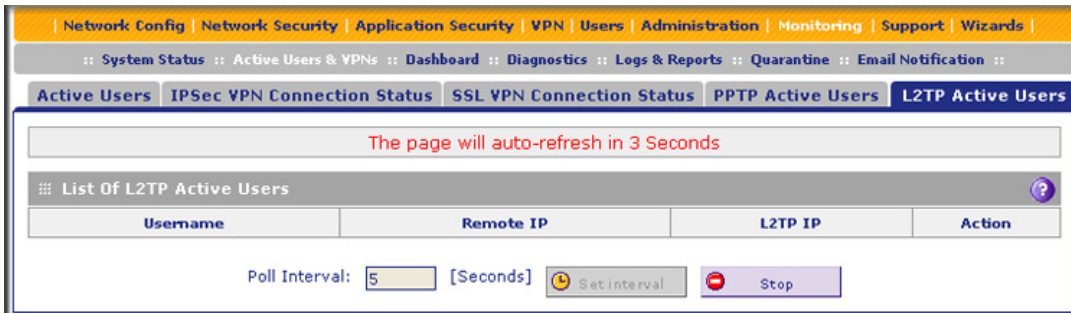 | Network Config | Network Security | Application Security | VPN | Users | Administration | Monitoring | Support | Wizards |
:: System Status :: Active Users & VPNs :: Dashboard :: Diagnostics :: Logs & Reports :: Quarantine :: Email Notification ::
Active Users IPSec VPN Connection Status SSL VPN Connection Status PPTP Active Users L2TP Active Users
The page will auto-refresh in 3 Seconds
List Of L2TP Active Users ?
Username Remote IP L2TP IP Action
Poll Interval: 5 [Seconds] Set interval Stop